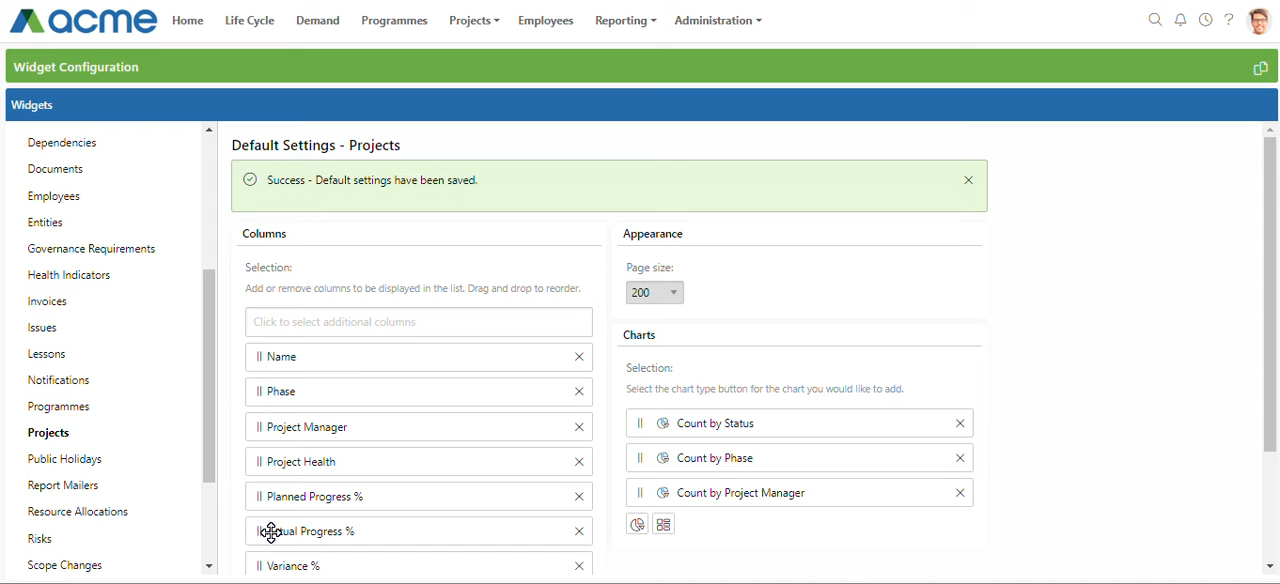 acme Home Life Cycle Demand Programmes Projects Employees Reporting Administration ?
Widget Configuration
Widgets
Dependencies
Documents
Employees
Entities
Governance Requirements
Health Indicators
Invoices
Issues
Lessons
Notifications
Programmes
Projects
Public Holidays
Report Mailers
Resource Allocations
Risks
Scope Changes
Default Settings - Projects
Success - Default settings have been saved.
Columns
Selection:
Add or remove columns to be displayed in the list. Drag and drop to reorder.
Click to select additional columns
Name
Phase
Project Manager
Project Health
Planned Progress %
Progress %
Variance %
Appearance
Page size:
200
Charts
Selection:
Select the chart type button for the chart you would like to add.
Count by Status
Count by Phase
Count by Project Manager